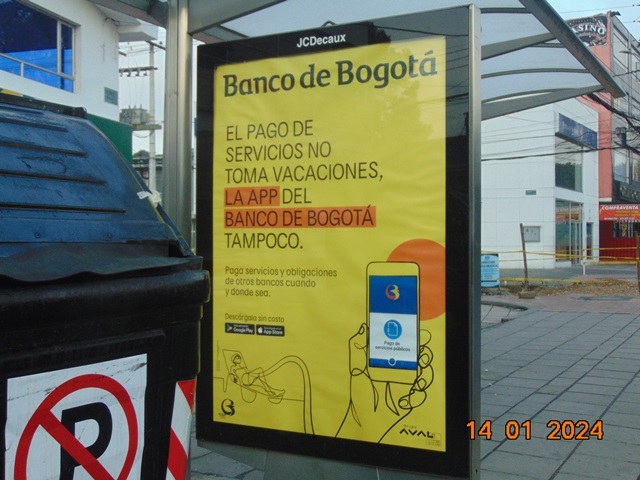 JCDecaux
Banco de Bogotá
EL PAGO DE
SERVICIOS NO
TOMA VACACIONES,
LA APP DEL
BANCO DE BOGOTÁ
TAMPOCO.
Paga servicios y obligaciones
de otros bancos cuando
y donde sea.
Descárgala sin costo
Google Play
App Store
Pago de
servicios públicos
AVAL
P
CASINO
COMPRAVENTA
14 01 2024